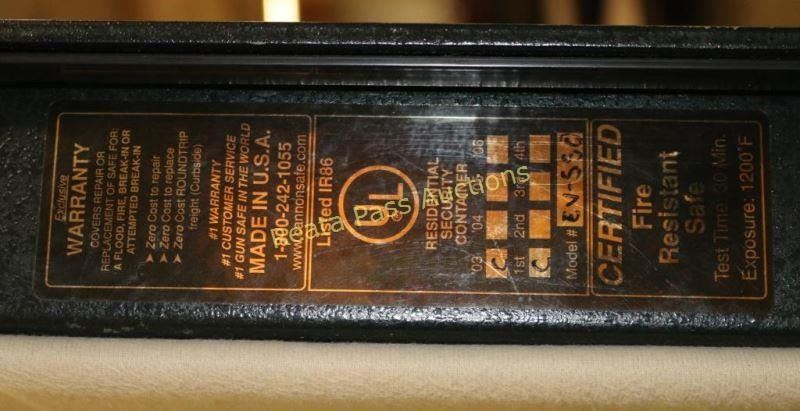 Exclusive
WARRANTY
COVERS REPAIR OR
REPLACEMENT OF YOUR SAFE FOR:
A FLOOD, FIRE, BREAK-IN OR
ATTEMPTED BREAK-IN
➤ Zero Cost to repair
➤ Zero Cost to replace
➤ Zero Cost ROUNDTRIP
freight (Curbside)
#1 WARRANTY
#1 CUSTOMER SERVICE
#1 GUN SAFE IN THE WORLD
MADE IN U.S.A.
1-800-242-1055
www.cannonsafe.com
Listed IR86
UL
RESIDENTIAL
SECURITY
CONTAINER
'03 '04 '05 '06
C
1st 2nd 3rd 4th
C
Model #
CERTIFIED
Fire
Resistant
Safe
Test Time: 30 Min.
Exposure: 1200°F
Pass Auctions